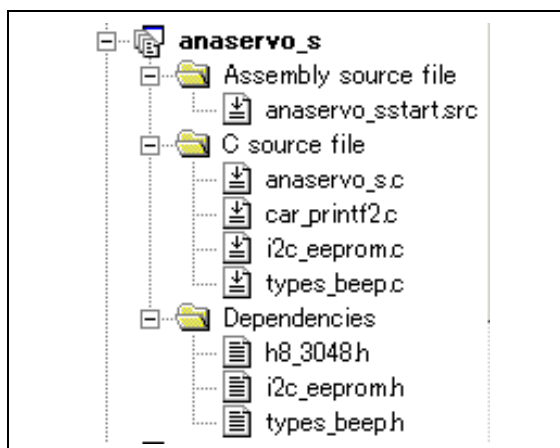 anaservo_s
Assembly source file
anaservo_sstart.src
C source file
anaservo_s.c
car_printf2.c
i2c_eeprom.c
types_beep.c
Dependencies
h8_3048.h
i2c_eeprom.h
types_beep.h